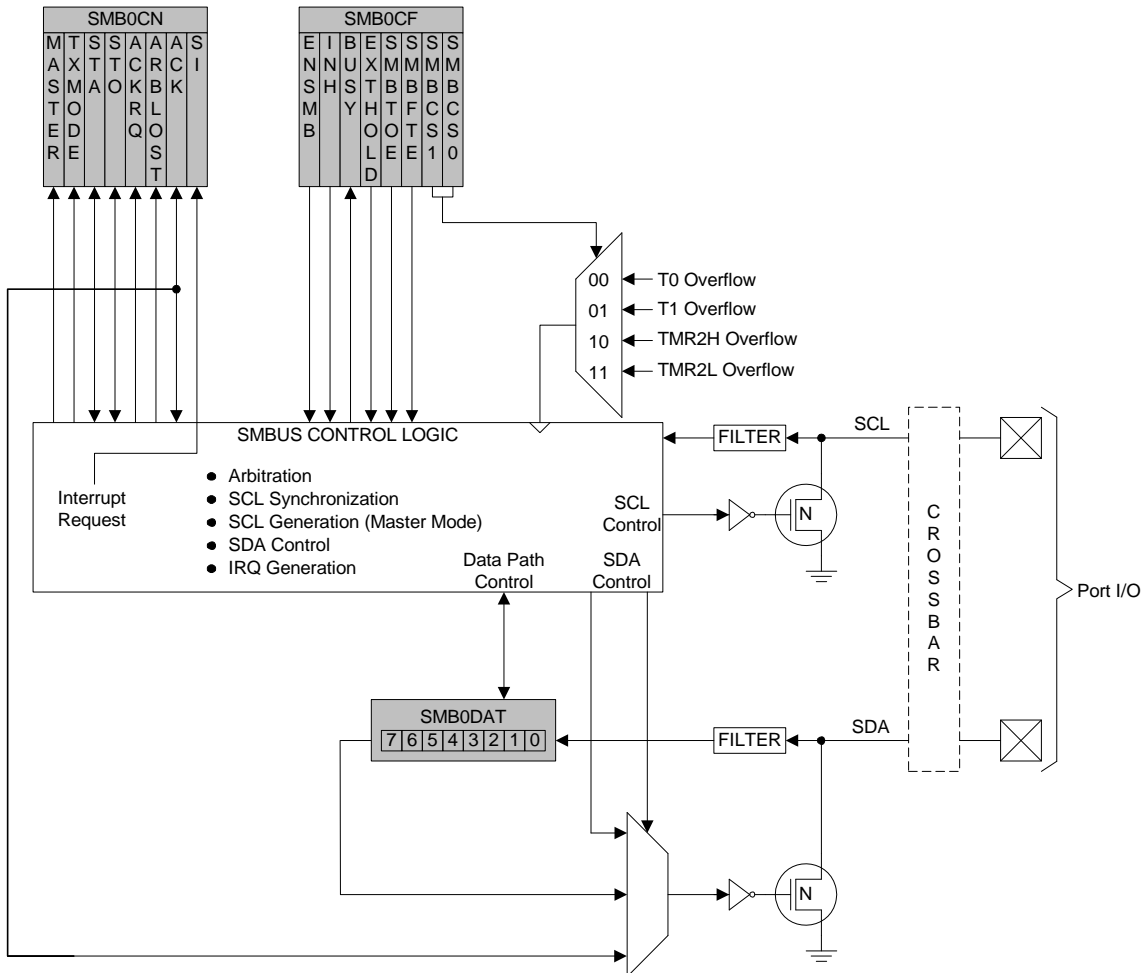 SMB0CN
MASTER
TXMODE
STA
STO
ACKRQ
ARBLOST
ACK
SI
SMB0CF
ENSMB
INH
BUSY
EXTHOLD
SMBTOE
SMBFTE
SMBCS1
SMBCS0
00 T0 Overflow
01 T1 Overflow
10 TMR2H Overflow
11 TMR2L Overflow
SMBUS CONTROL LOGIC
Interrupt
Request
● Arbitration
● SCL Synchronization
● SCL Generation (Master Mode)
● SDA Control
● IRQ Generation
SCL
Control
Data Path
Control
SDA
Control
FILTER
SCL
N
CROSSBAR
Port I/O
SMB0DAT
7 6 5 4 3 2 1 0
FILTER
SDA
N